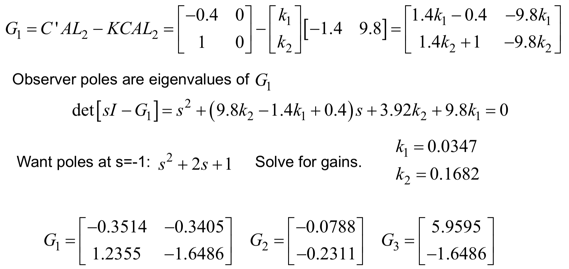 G₁ = C'AL₂ − KCAL₂ = [−0.4 0; 1 0] − [k₁; k₂][−1.4 9.8] = [1.4k₁ − 0.4 −9.8k₁; 1.4k₂ + 1 −9.8k₂]
Observer poles are eigenvalues of G₁
det[sI − G₁] = s² + (9.8k₂ − 1.4k₁ + 0.4)s + 3.92k₂ + 9.8k₁ = 0
Want poles at s=-1: s² + 2s + 1 Solve for gains. k₁ = 0.0347
k₂ = 0.1682
G₁ = [−0.3514 −0.3405; 1.2355 −1.6486] G₂ = [−0.0788; −0.2311] G₃ = [5.9595; −1.6486]